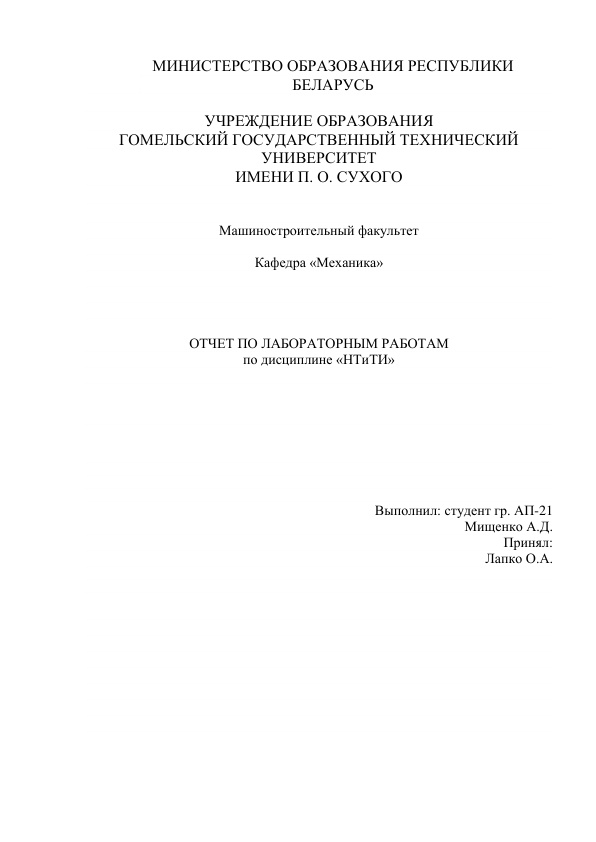 МИНИСТЕРСТВО ОБРАЗОВАНИЯ РЕСПУБЛИКИ
БЕЛАРУСЬ
УЧРЕЖДЕНИЕ ОБРАЗОВАНИЯ
ГОМЕЛЬСКИЙ ГОСУДАРСТВЕННЫЙ ТЕХНИЧЕСКИЙ
УНИВЕРСИТЕТ
ИМЕНИ П. О. СУХОГО
Машиностроительный факультет
Кафедра «Механика»
ОТЧЕТ ПО ЛАБОРАТОРНЫМ РАБОТАМ
по дисциплине «НТиТИ»
Выполнил: студент гр. АП-21
Мищенко А.Д.
Принял:
Лапко О.А.